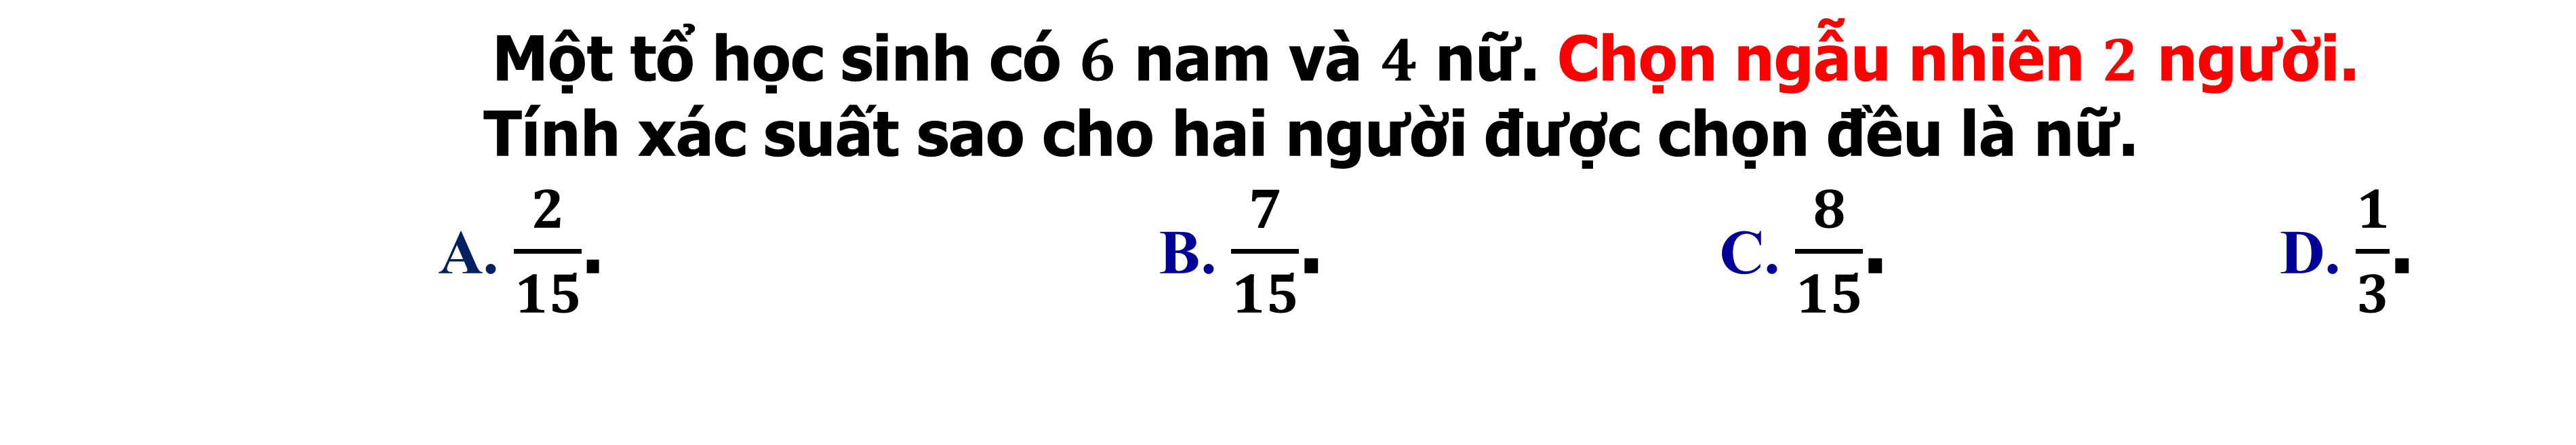 Một tổ học sinh có 6 nam và 4 nữ. Chọn ngẫu nhiên 2 người.
Tính xác suất sao cho hai người được chọn đều là nữ.
A. 2/15. B. 7/15. C. 8/15. D. 1/3.